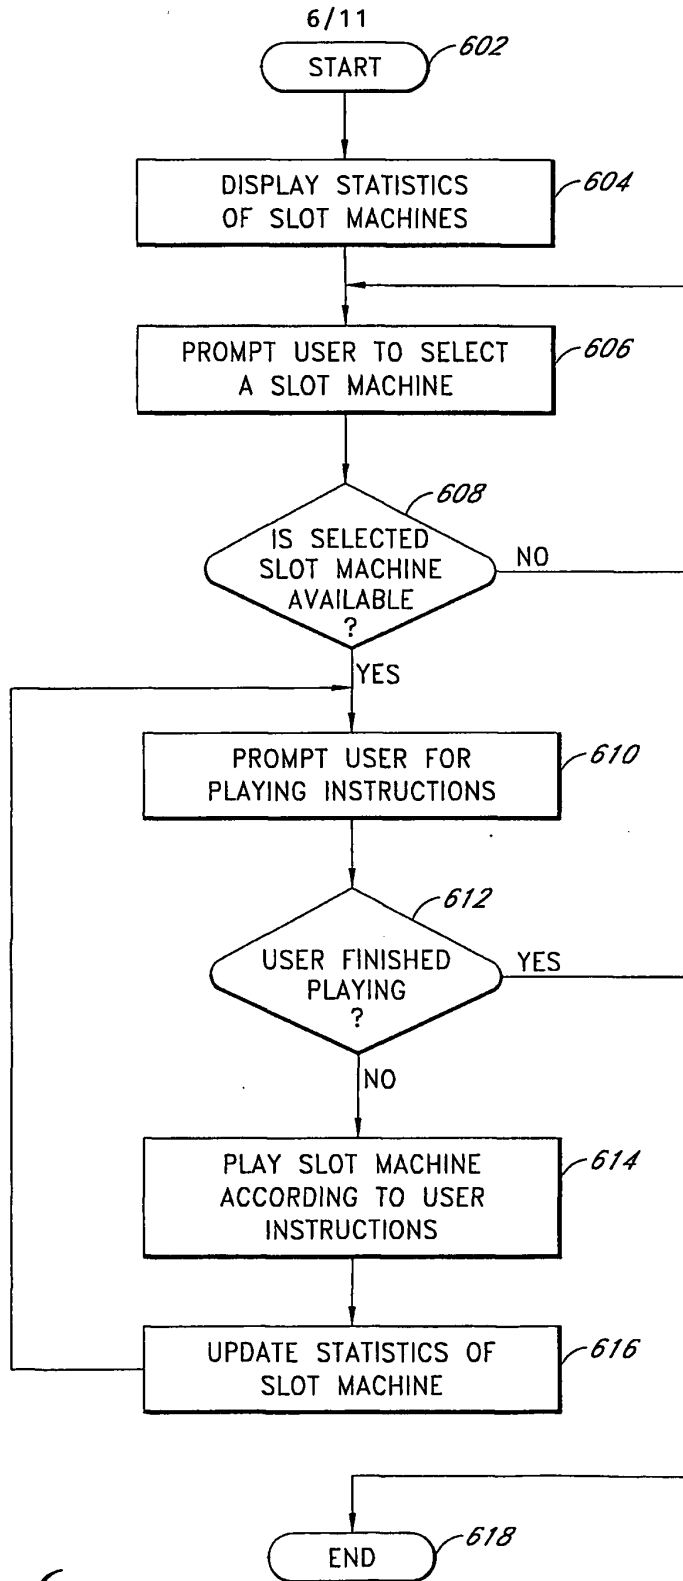 6/11
START
602
DISPLAY STATISTICS
OF SLOT MACHINES
604
PROMPT USER TO SELECT
A SLOT MACHINE
606
608
IS SELECTED
SLOT MACHINE
AVAILABLE
?
NO
YES
PROMPT USER FOR
PLAYING INSTRUCTIONS
610
612
USER FINISHED
PLAYING
?
YES
NO
PLAY SLOT MACHINE
ACCORDING TO USER
INSTRUCTIONS
614
UPDATE STATISTICS OF
SLOT MACHINE
616
END
618